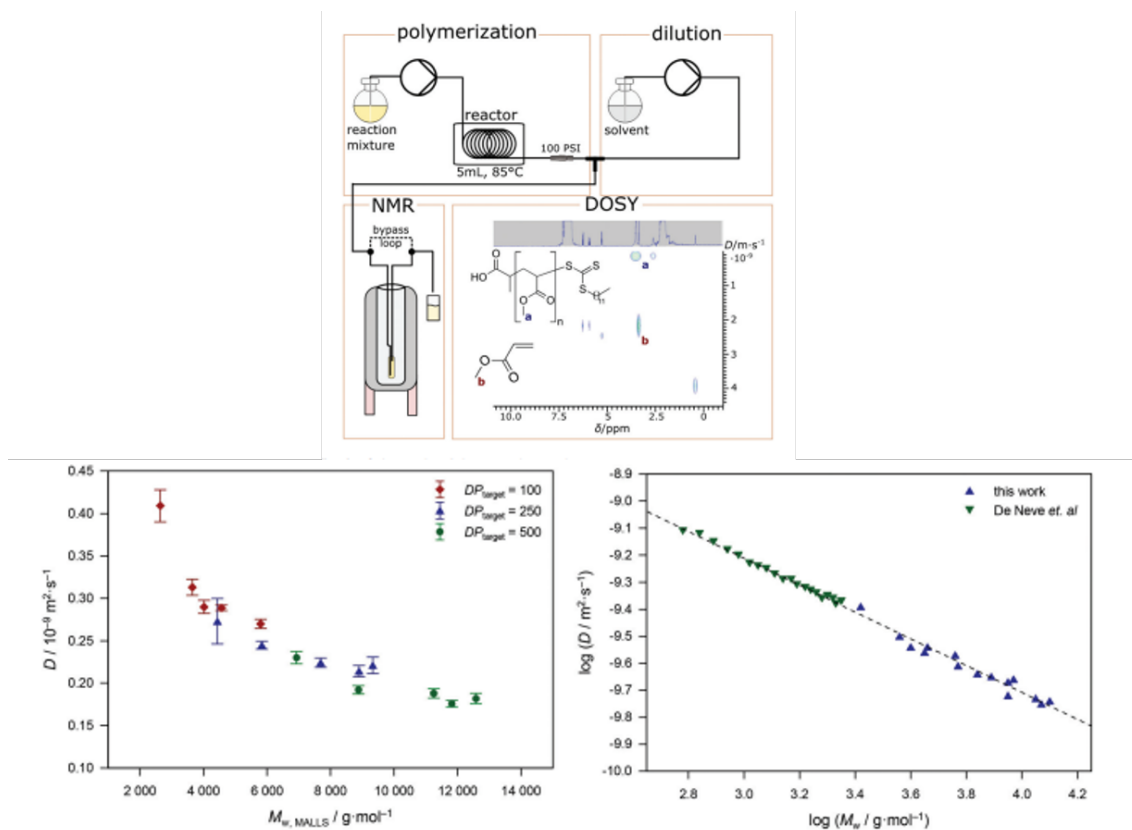 polymerization
dilution
reaction
mixture
reactor
5mL, 85°C
100 PSI
solvent
NMR
bypass
loop
DOSY
D/m·s⁻¹
·10⁻⁹
1
2
3
4
a
b
O
HO
S
S
S
11
O
O
a
n
O
O
b
10.0
7.5
5
2.5
0
δ/ppm
0.45
0.40
0.35
0.30
0.25
0.20
0.15
0.10
D / 10⁻⁹ m²·s⁻¹
DPtarget = 100
DPtarget = 250
DPtarget = 500
2 000
4 000
6 000
8 000
10 000
12 000
14 000
Mw, MALLS / g·mol⁻¹
-8.9
-9.0
-9.1
-9.2
-9.3
-9.4
-9.5
-9.6
-9.7
-9.8
-9.9
-10.0
log (D / m²·s⁻¹)
this work
De Neve et. al
2.8
3.0
3.2
3.4
3.6
3.8
4.0
4.2
log (Mw / g·mol⁻¹)